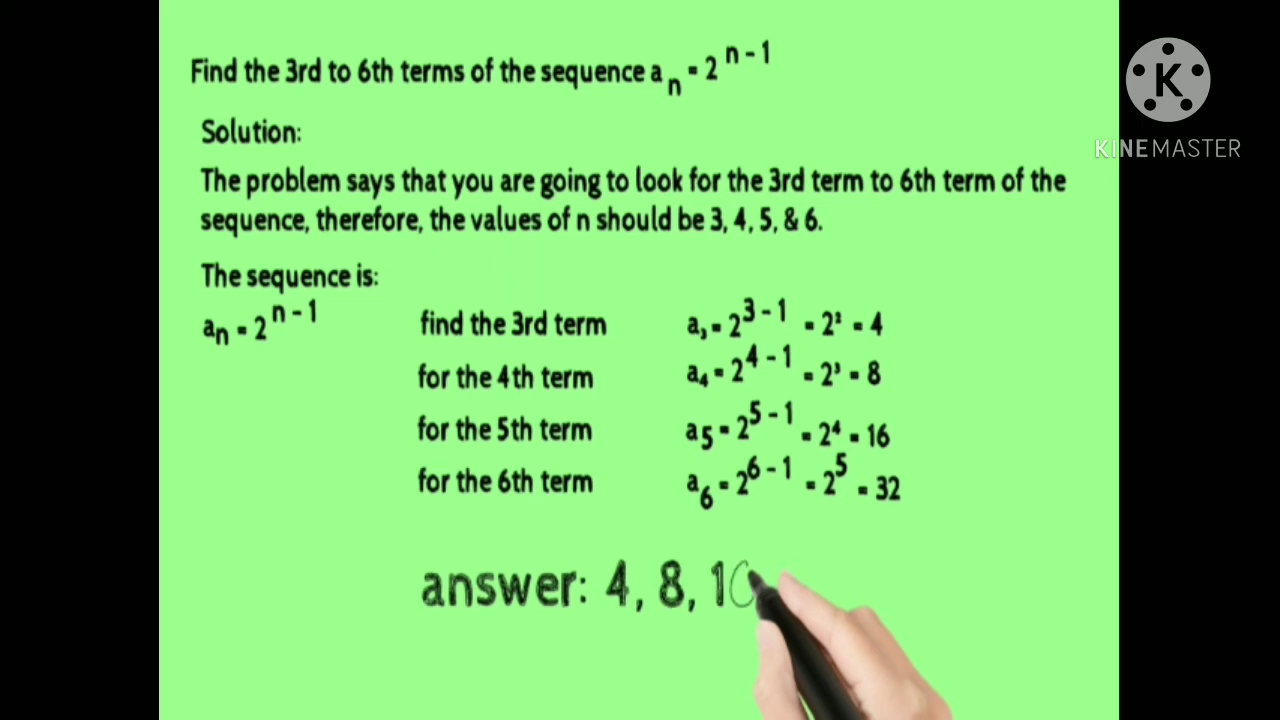 Find the 3rd to 6th terms of the sequence aₙ = 2ⁿ⁻¹
KINEMASTER
Solution:
The problem says that you are going to look for the 3rd term to 6th term of the
sequence, therefore, the values of n should be 3, 4, 5, & 6.
The sequence is:
aₙ = 2ⁿ⁻¹ find the 3rd term a₃ = 2³⁻¹ = 2² = 4
for the 4th term a₄ = 2⁴⁻¹ = 2³ = 8
for the 5th term a₅ = 2⁵⁻¹ = 2⁴ = 16
for the 6th term a₆ = 2⁶⁻¹ = 2⁵ = 32
answer: 4, 8, 1